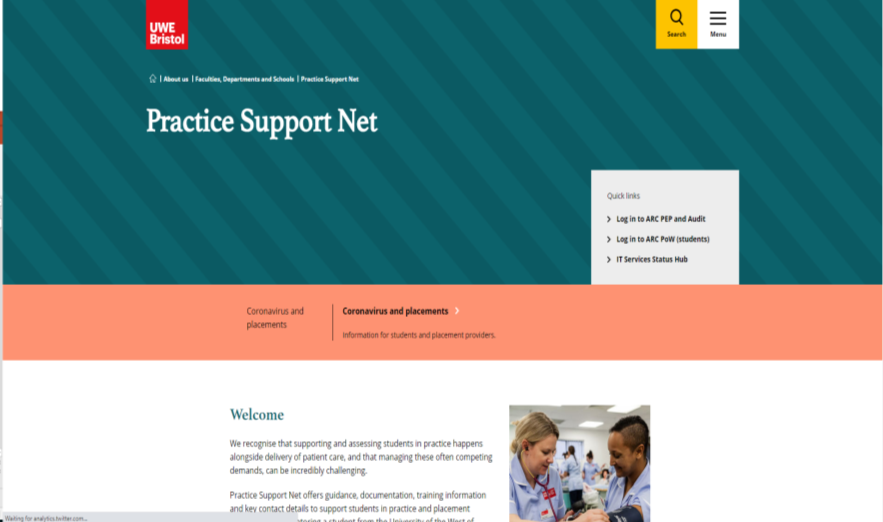 UWE
Bristol
Search
Menu
About us | Faculties, Departments and Schools | Practice Support Net
Practice Support Net
Quick links
Log in to ARC PEP and Audit
Log in to ARC PoW (students)
IT Services Status Hub
Coronavirus and
placements
Coronavirus and placements
Information for students and placement providers.
Welcome
We recognise that supporting and assessing students in practice happens
alongside delivery of patient care, and that managing these often competing
demands, can be incredibly challenging.
Practice Support Net offers guidance, documentation, training information
and key contact details to support students in practice and placement
a student from the University of the West of
Waiting for analytics.twitter.com...